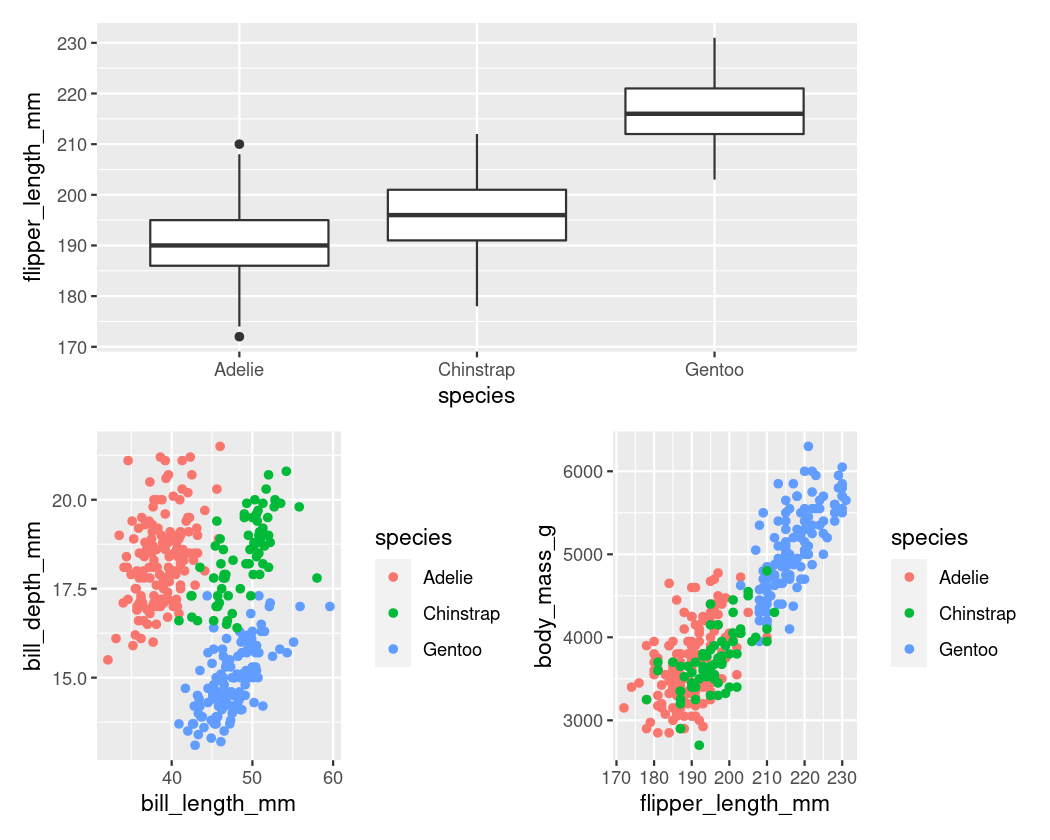 flipper_length_mm
230
220
210
200
190
180
170
Adelie
Chinstrap
Gentoo
species
bill_depth_mm
20.0
17.5
15.0
40
50
60
bill_length_mm
species
Adelie
Chinstrap
Gentoo
body_mass_g
6000
5000
4000
3000
170 180 190 200 210 220 230
flipper_length_mm
species
Adelie
Chinstrap
Gentoo